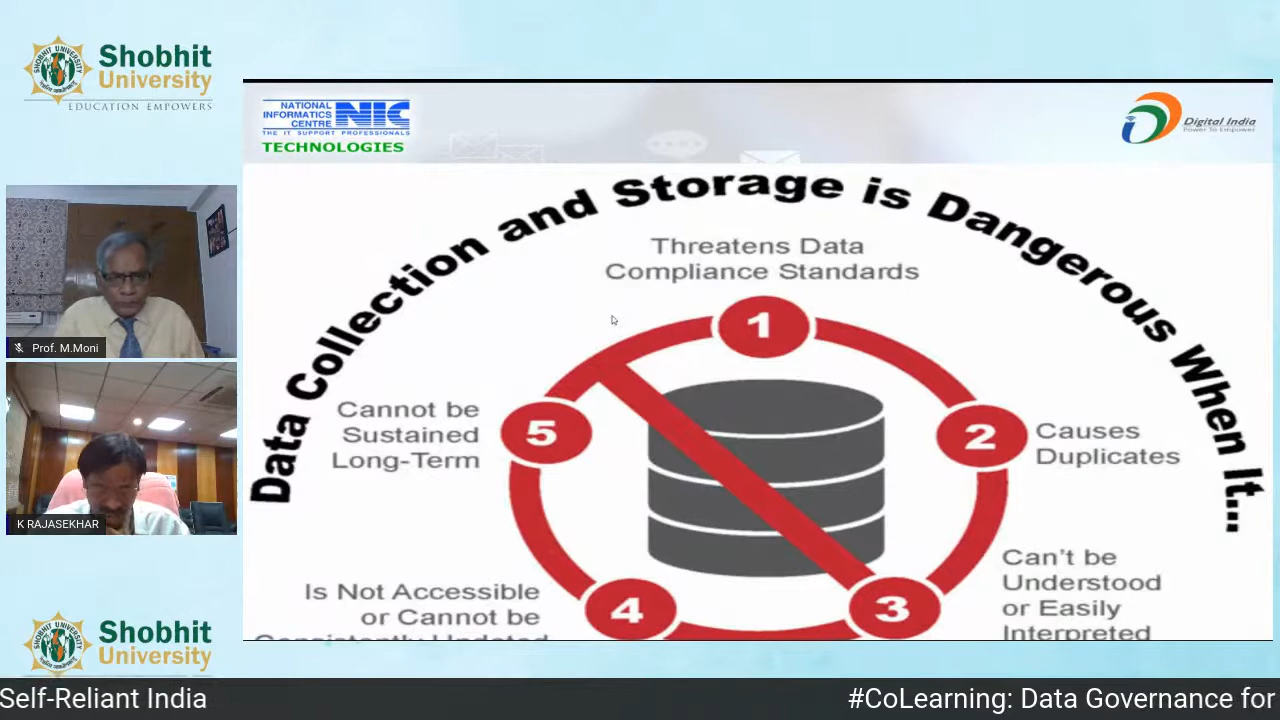 Shobhit
University
EDUCATION EMPOWERS
NATIONAL
INFORMATICS
CENTRE
NIC
THE IT SUPPORT PROFESSIONALS
TECHNOLOGIES
Digital India
Power To Empower
Data Collection and Storage is Dangerous When It...
Threatens Data
Compliance Standards
1
2
Causes
Duplicates
3
Can't be
Understood
or Easily
Interpreted
4
Is Not Accessible
or Cannot be
Consistently Updated
5
Cannot be
Sustained
Long-Term
Prof. M.Moni
K RAJASEKHAR
Shobhit
University
Self-Reliant India
#CoLearning: Data Governance for